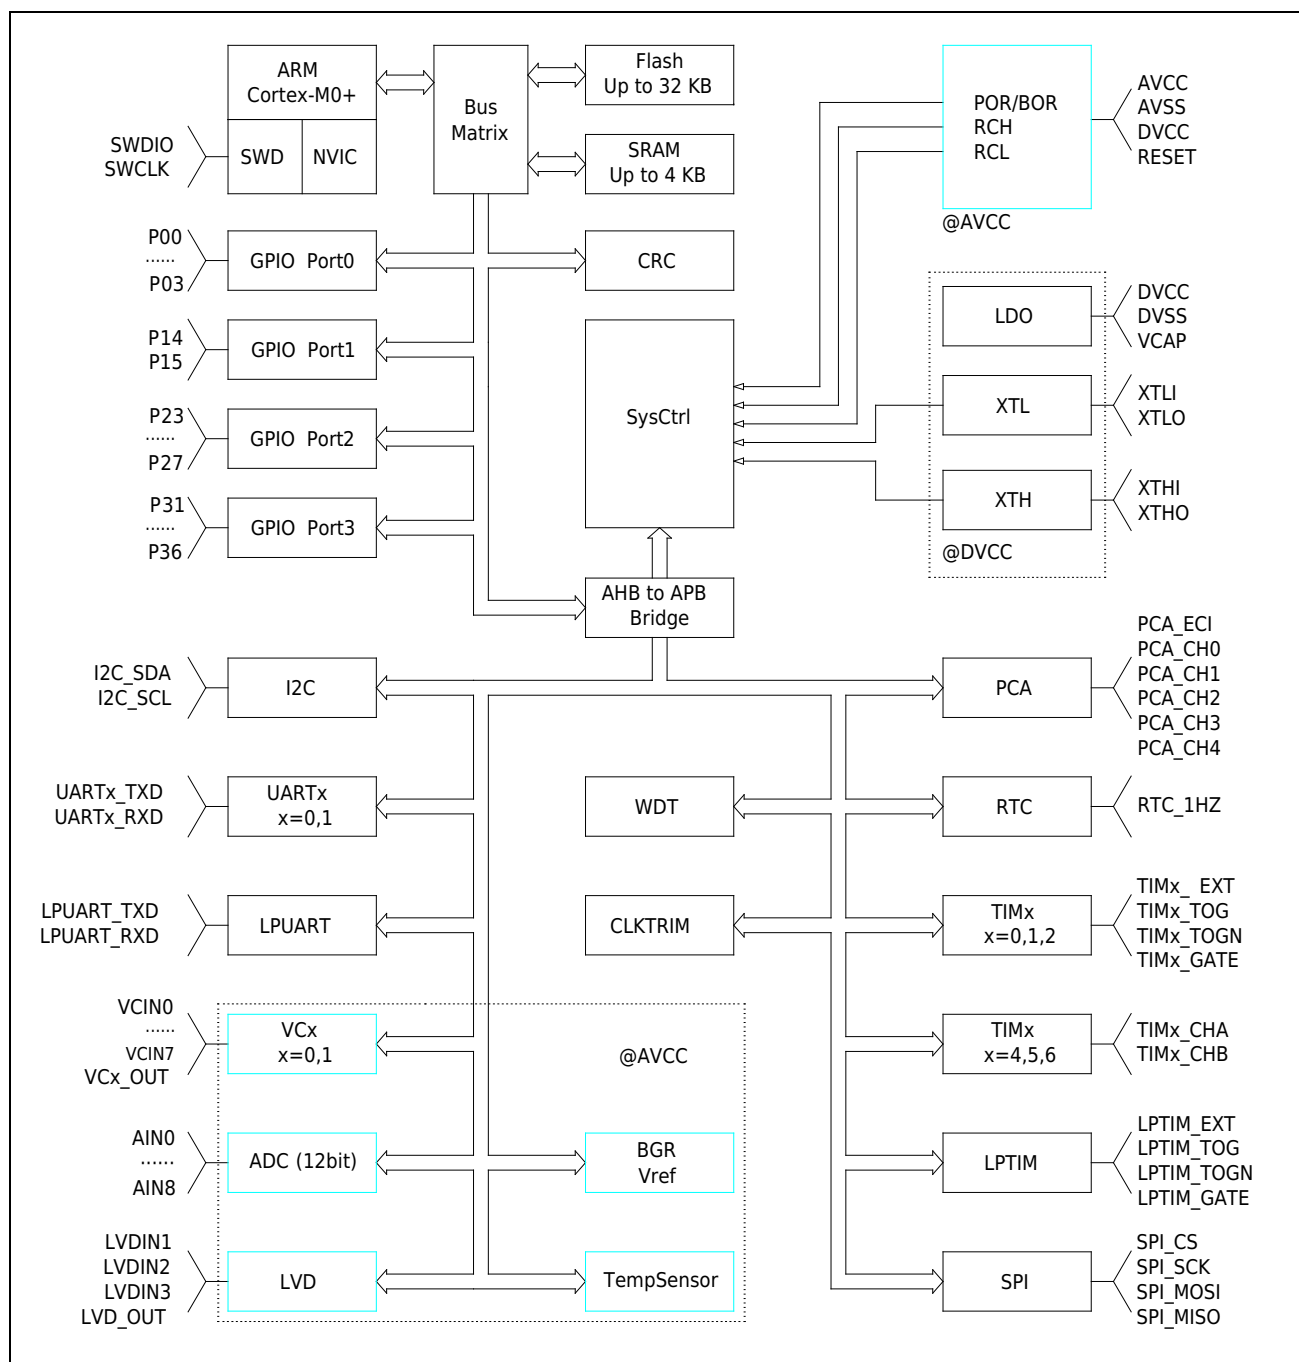 ARM
Cortex-M0+
SWD
NVIC
SWDIO
SWCLK
Bus
Matrix
Flash
Up to 32 KB
SRAM
Up to 4 KB
POR/BOR
RCH
RCL
@AVCC
AVCC
AVSS
DVCC
RESET
P00
......
P03
GPIO Port0
CRC
P14
P15
GPIO Port1
P23
......
P27
GPIO Port2
P31
......
P36
GPIO Port3
SysCtrl
LDO
DVCC
DVSS
VCAP
XTL
XTLI
XTLO
XTH
XTHI
XTHO
@DVCC
AHB to APB
Bridge
I2C_SDA
I2C_SCL
I2C
PCA
PCA_ECI
PCA_CH0
PCA_CH1
PCA_CH2
PCA_CH3
PCA_CH4
UARTx_TXD
UARTx_RXD
UARTx
x=0,1
WDT
RTC
RTC_1HZ
LPUART_TXD
LPUART_RXD
LPUART
CLKTRIM
TIMx
x=0,1,2
TIMx_ EXT
TIMx_TOG
TIMx_TOGN
TIMx_GATE
VCIN0
......
VCIN7
VCx_OUT
VCx
x=0,1
@AVCC
TIMx
x=4,5,6
TIMx_CHA
TIMx_CHB
AIN0
......
AIN8
ADC (12bit)
BGR
Vref
LPTIM
LPTIM_EXT
LPTIM_TOG
LPTIM_TOGN
LPTIM_GATE
LVDIN1
LVDIN2
LVDIN3
LVD_OUT
LVD
TempSensor
SPI
SPI_CS
SPI_SCK
SPI_MOSI
SPI_MISO